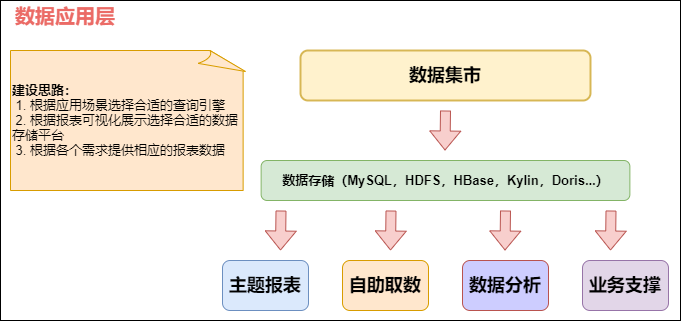 数据应用层
建设思路：
1. 根据应用场景选择合适的查询引擎
2. 根据报表可视化展示选择合适的数据
存储平台
3. 根据各个需求提供相应的报表数据
数据集市
数据存储（MySQL，HDFS，HBase，Kylin，Doris...）
主题报表
自助取数
数据分析
业务支撑